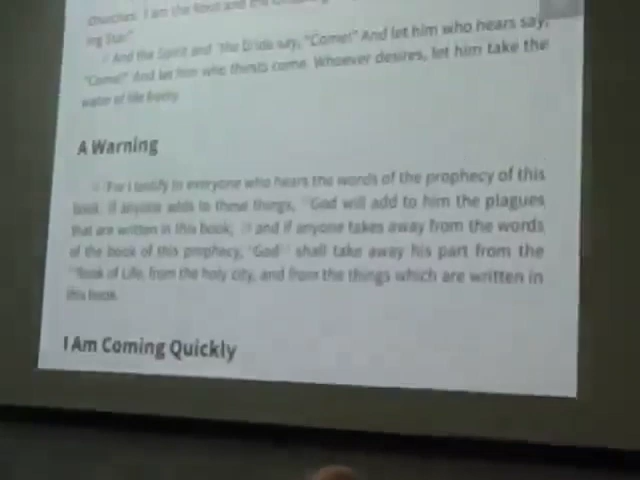 churches. I am the Root and the
ing Star."
And the Spirit and the bride say, "Come!" And let him who hears say,
"Come!" And let him who thirsts come. Whoever desires, let him take the
water of life freely.
A Warning
For I testify to everyone who hears the words of the prophecy of this
book: If anyone adds to these things, God will add to him the plagues
that are written in this book; and if anyone takes away from the words
of the book of this prophecy, God shall take away his part from the
Book of Life, from the holy city, and from the things which are written in
this book.
I Am Coming Quickly